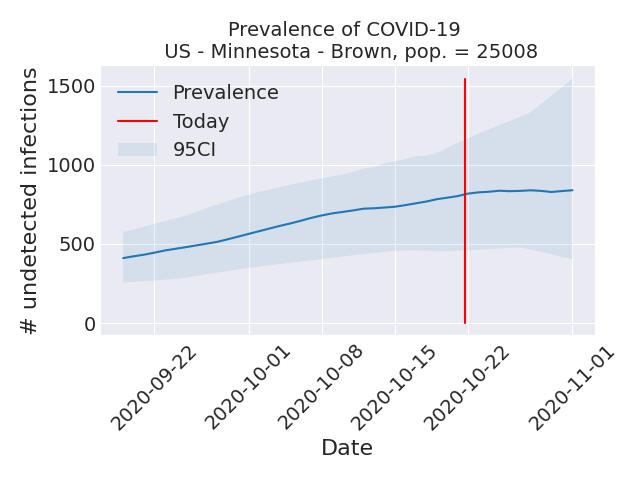 Prevalence of COVID-19
US - Minnesota - Brown, pop. = 25008
# undetected infections
1500
1000
500
0
Prevalence
Today
95CI
2020-09-22
2020-10-01
2020-10-08
2020-10-15
2020-10-22
2020-11-01
Date